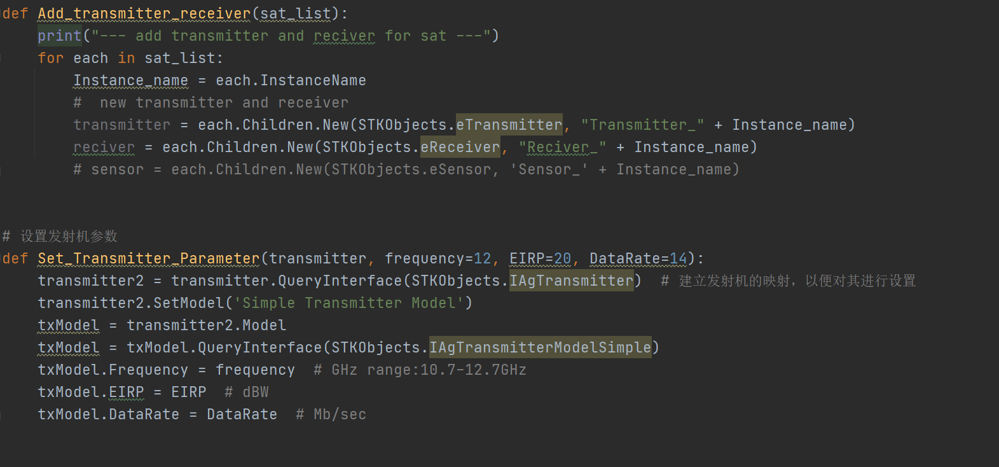 def Add_transmitter_receiver(sat_list):
    print("--- add transmitter and reciver for sat ---")
    for each in sat_list:
        Instance_name = each.InstanceName
        #  new transmitter and receiver
        transmitter = each.Children.New(STKObjects.eTransmitter, "Transmitter_" + Instance_name)
        reciver = each.Children.New(STKObjects.eReceiver, "Reciver_" + Instance_name)
        # sensor = each.Children.New(STKObjects.eSensor, 'Sensor_' + Instance_name)
# 设置发射机参数
def Set_Transmitter_Parameter(transmitter, frequency=12, EIRP=20, DataRate=14):
    transmitter2 = transmitter.QueryInterface(STKObjects.IAgTransmitter)  # 建立发射机的映射，以便对其进行设置
    transmitter2.SetModel('Simple Transmitter Model')
    txModel = transmitter2.Model
    txModel = txModel.QueryInterface(STKObjects.IAgTransmitterModelSimple)
    txModel.Frequency = frequency  # GHz range:10.7-12.7GHz
    txModel.EIRP = EIRP  # dBW
    txModel.DataRate = DataRate  # Mb/sec